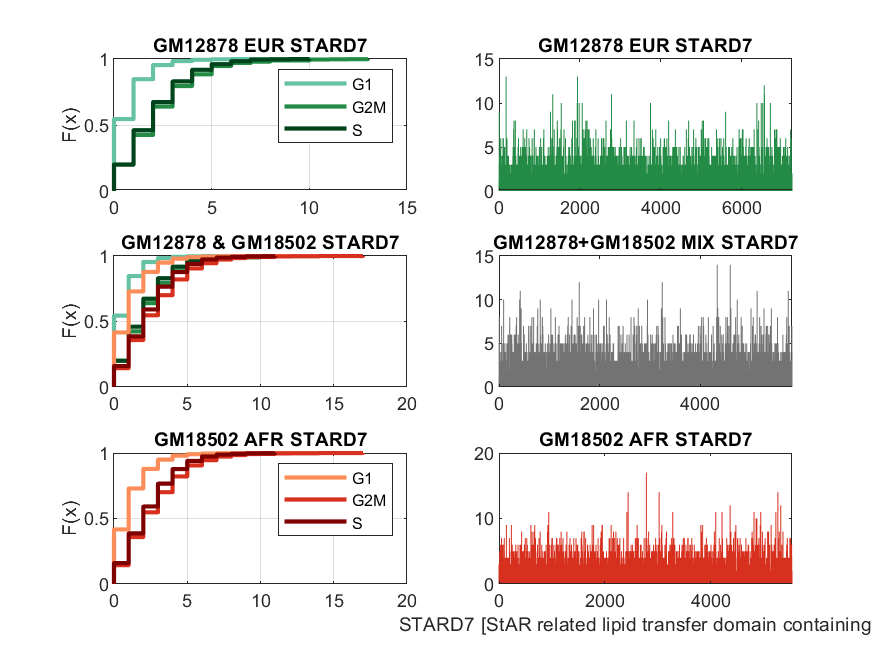 GM12878 EUR STARD7
F(x)
1
0.5
0
0
5
10
15
G1
G2M
S
GM12878 EUR STARD7
15
10
5
0
0
2000
4000
6000
GM12878 & GM18502 STARD7
F(x)
1
0.5
0
0
5
10
15
20
GM12878+GM18502 MIX STARD7
15
10
5
0
0
2000
4000
GM18502 AFR STARD7
F(x)
1
0.5
0
0
5
10
15
20
G1
G2M
S
GM18502 AFR STARD7
20
10
0
0
2000
4000
STARD7 [StAR related lipid transfer domain containing